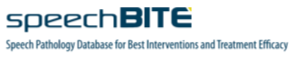 speechBITE
Speech Pathology Database for Best Interventions and Treatment Efficacy